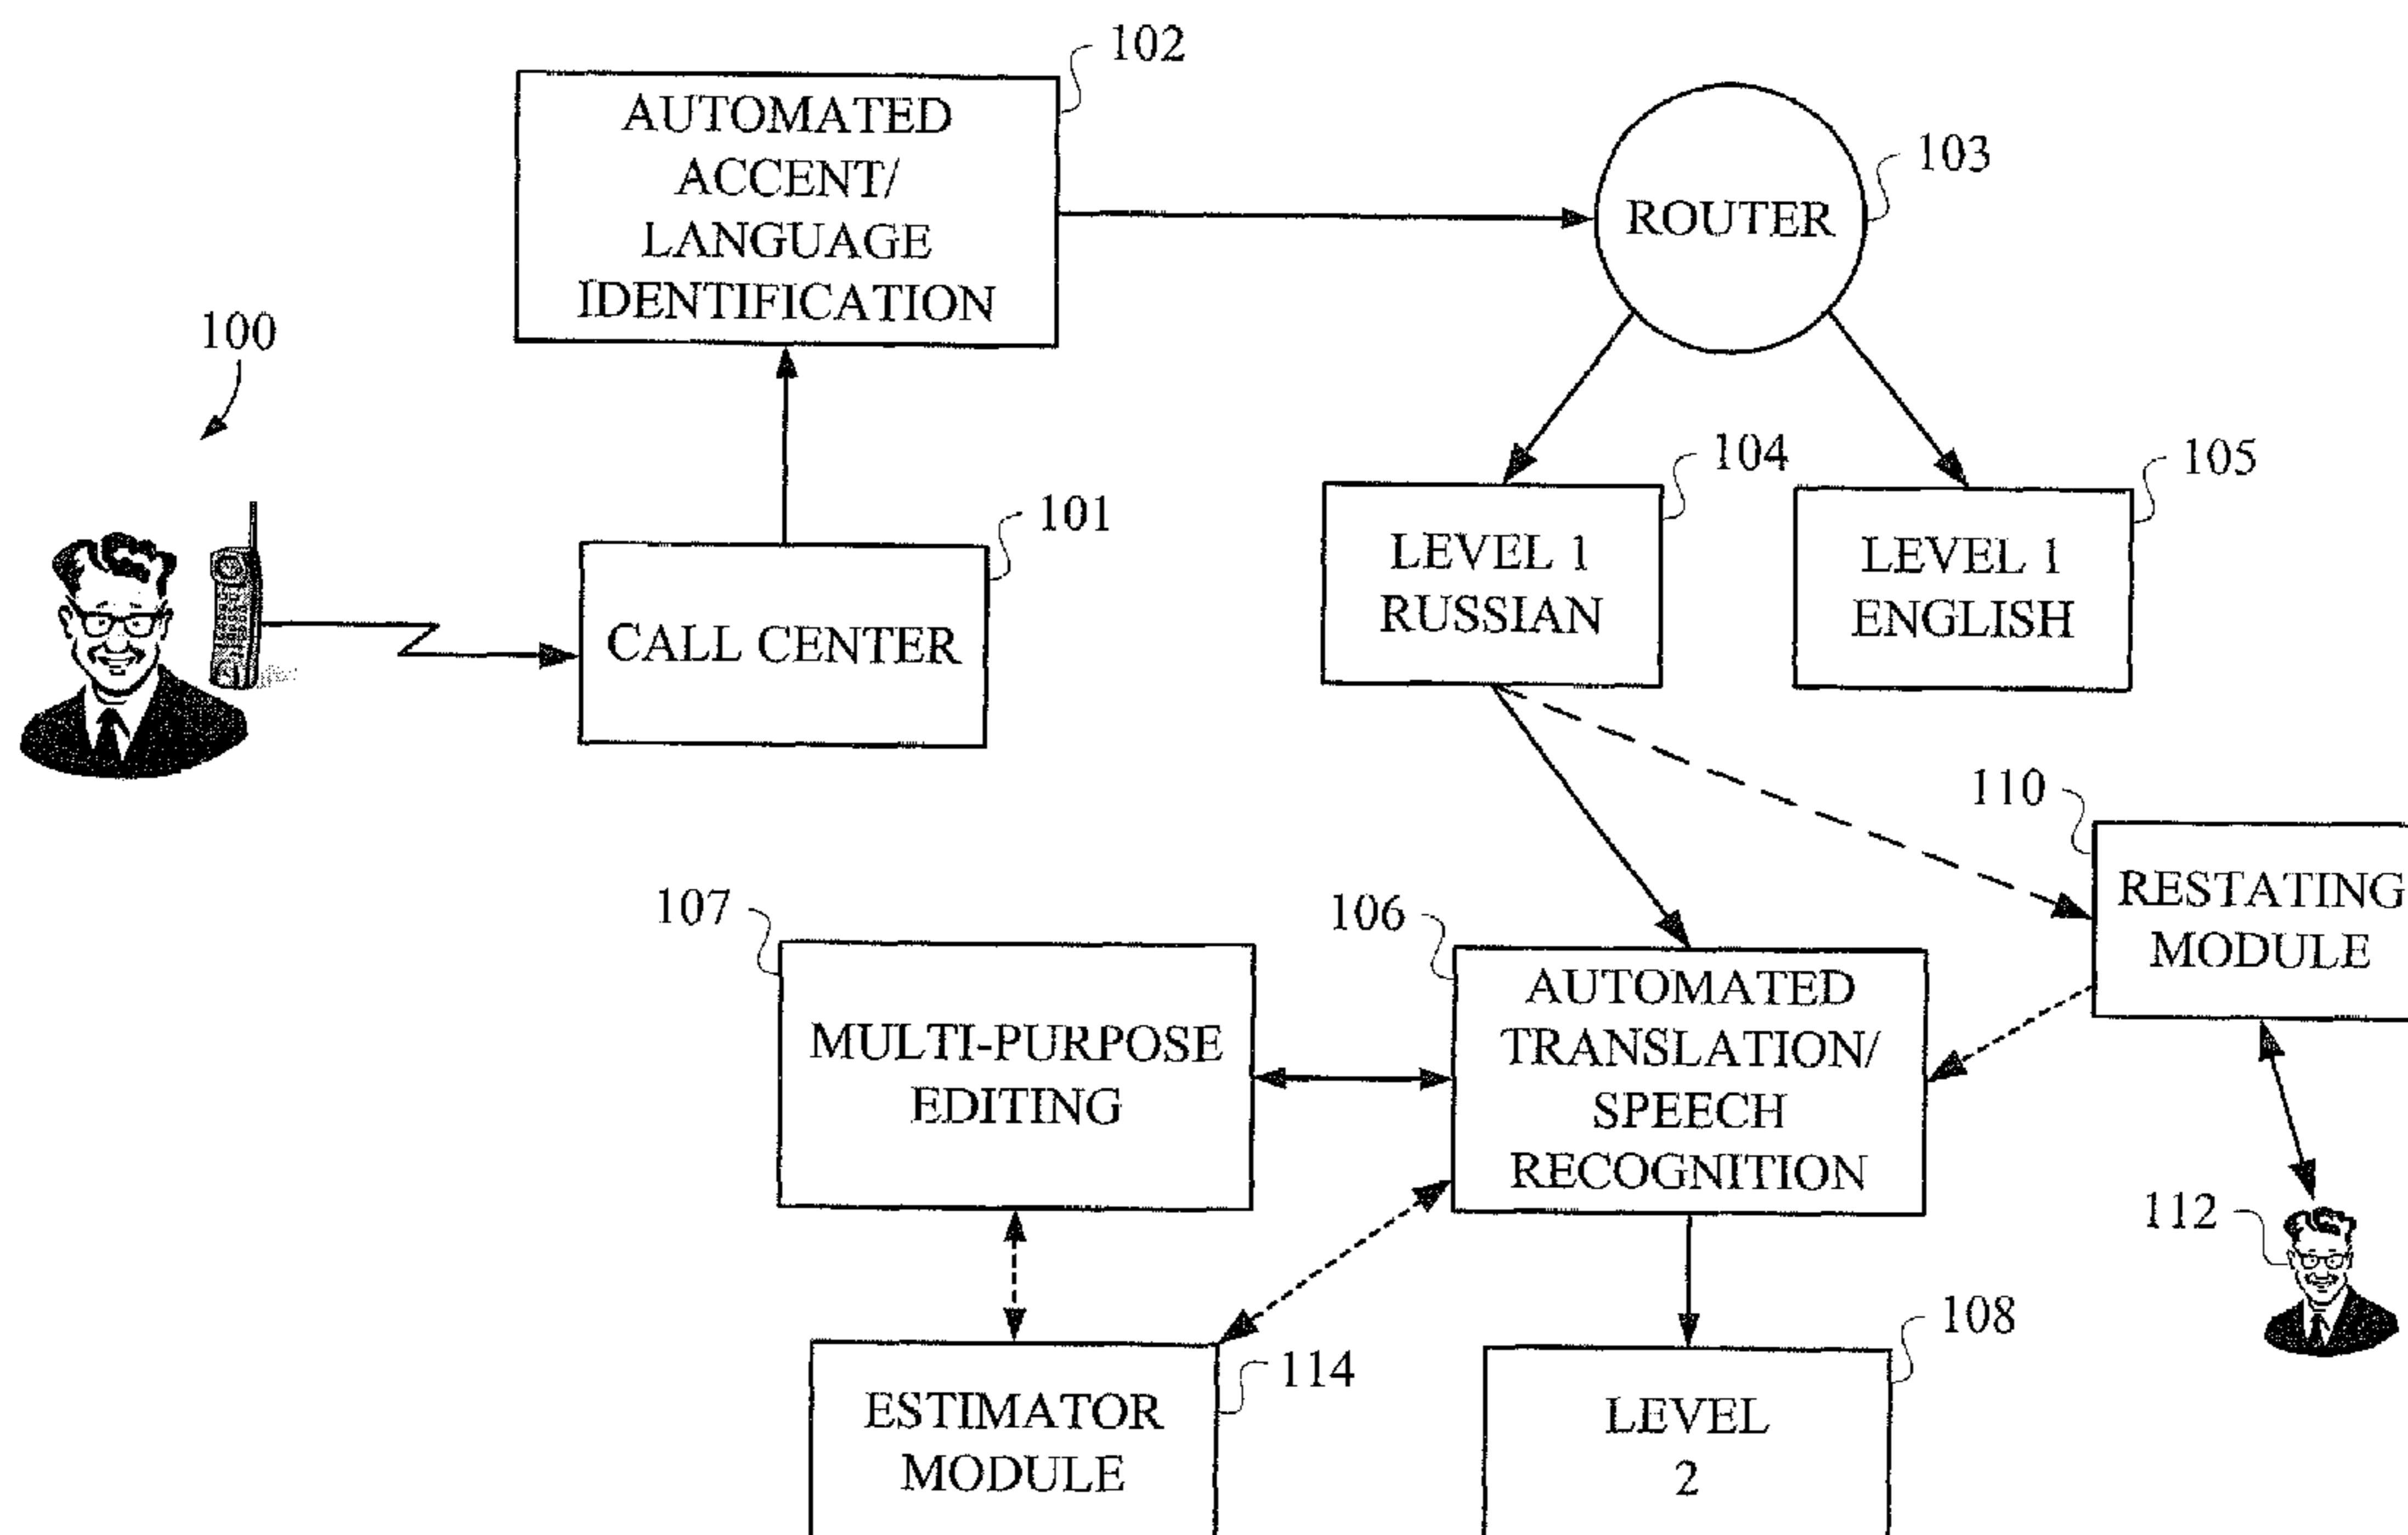 102
AUTOMATED
ACCENT/
LANGUAGE
IDENTIFICATION
103
ROUTER
100
101
CALL CENTER
104
LEVEL 1
RUSSIAN
105
LEVEL 1
ENGLISH
110
RESTATING
MODULE
107
MULTI-PURPOSE
EDITING
106
AUTOMATED
TRANSLATION/
SPEECH
RECOGNITION
112
114
ESTIMATOR
MODULE
108
LEVEL
2